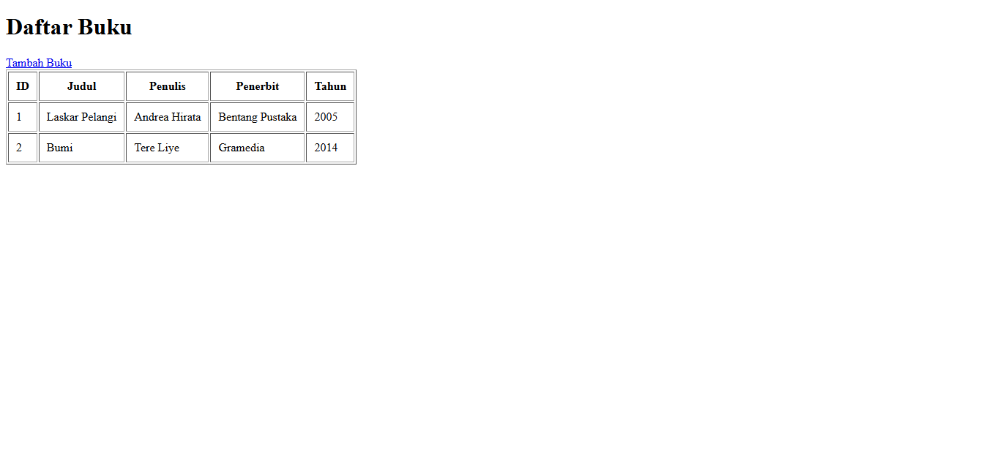 Daftar Buku
Tambah Buku
ID Judul Penulis Penerbit Tahun
1 Laskar Pelangi Andrea Hirata Bentang Pustaka 2005
2 Bumi Tere Liye Gramedia 2014